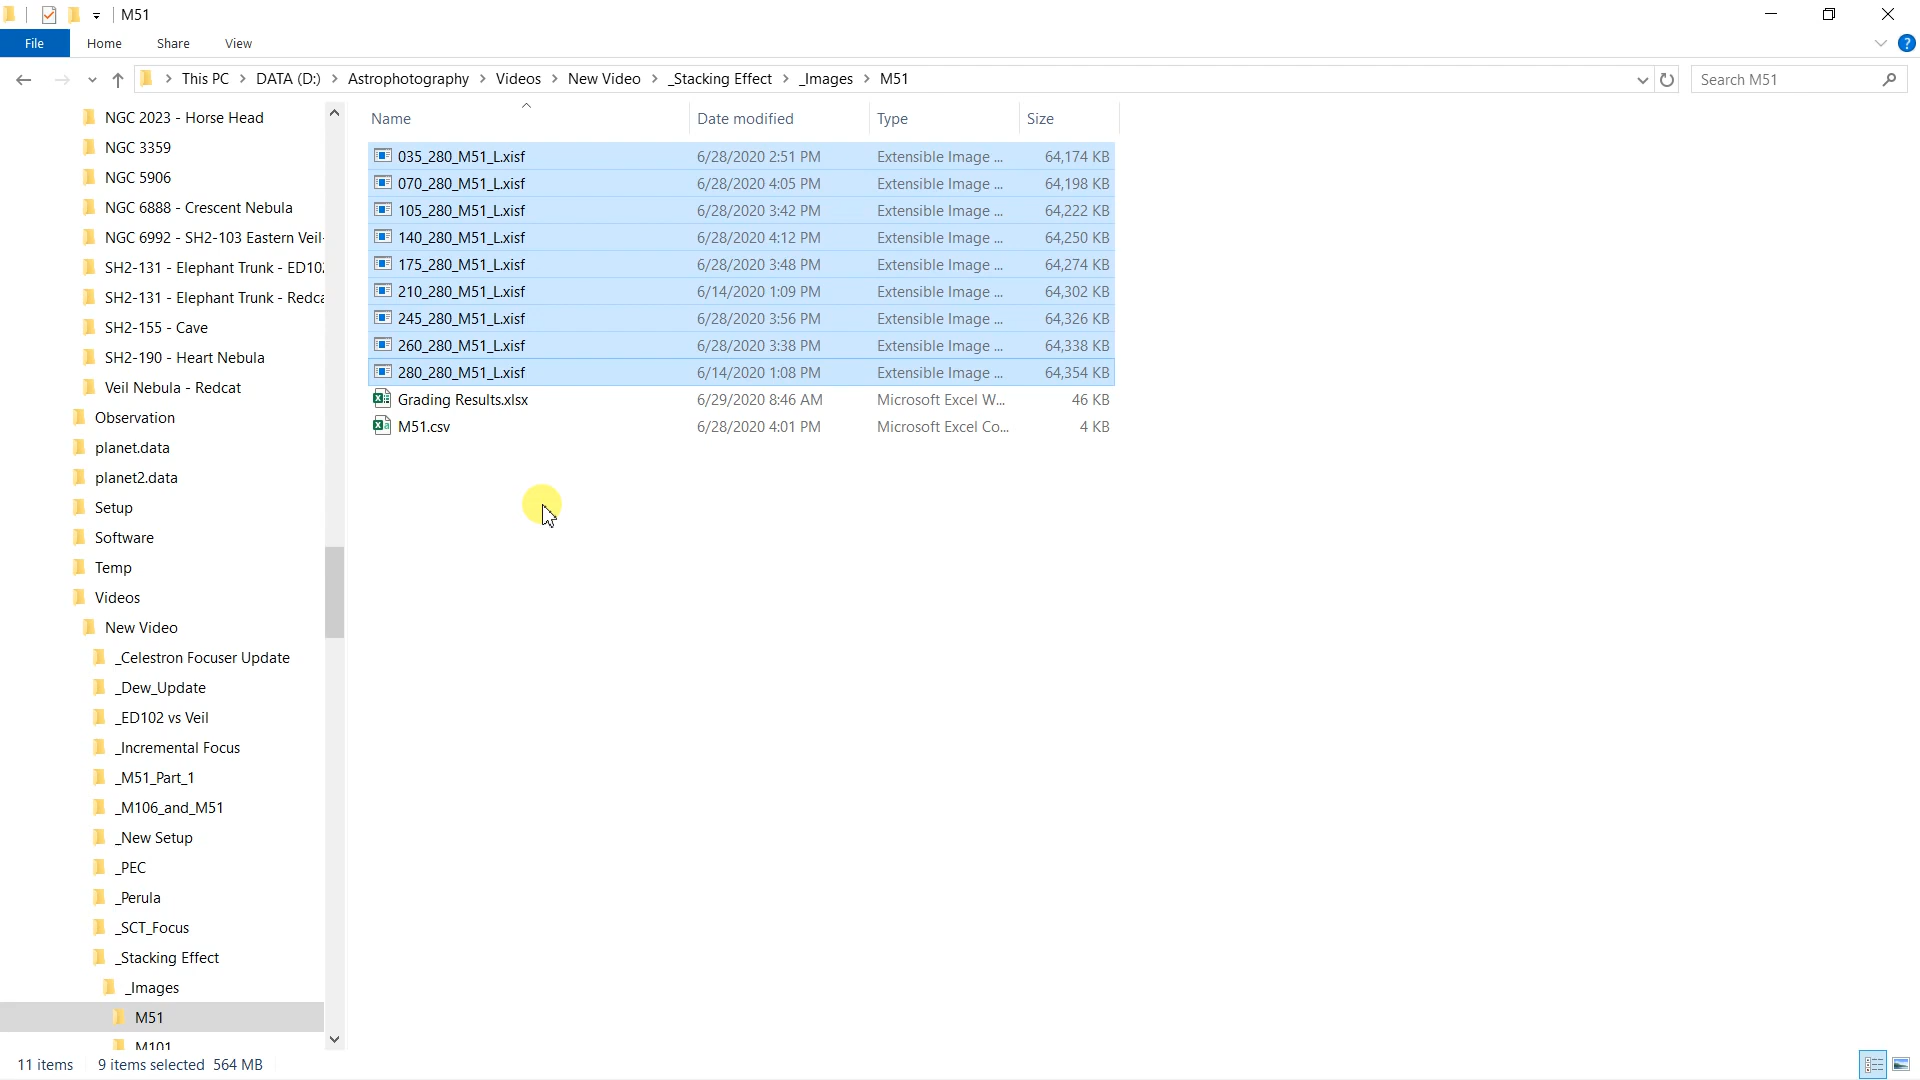 M51
File Home Share View
This PC > DATA (D:) > Astrophotography > Videos > New Video > _Stacking Effect > _Images > M51
Search M51
NGC 2023 - Horse Head
NGC 3359
NGC 5906
NGC 6888 - Crescent Nebula
NGC 6992 - SH2-103 Eastern Veil-
SH2-131 - Elephant Trunk - ED102
SH2-131 - Elephant Trunk - Redca
SH2-155 - Cave
SH2-190 - Heart Nebula
Veil Nebula - Redcat
Observation
planet.data
planet2.data
Setup
Software
Temp
Videos
New Video
_Celestron Focuser Update
_Dew_Update
_ED102 vs Veil
_Incremental Focus
_M51_Part_1
_M106_and_M51
_New Setup
_PEC
_Perula
_SCT_Focus
_Stacking Effect
_Images
M51
M101
Name Date modified Type Size
035_280_M51_L.xisf 6/28/2020 2:51 PM Extensible Image ... 64,174 KB
070_280_M51_L.xisf 6/28/2020 4:05 PM Extensible Image ... 64,198 KB
105_280_M51_L.xisf 6/28/2020 3:42 PM Extensible Image ... 64,222 KB
140_280_M51_L.xisf 6/28/2020 4:12 PM Extensible Image ... 64,250 KB
175_280_M51_L.xisf 6/28/2020 3:48 PM Extensible Image ... 64,274 KB
210_280_M51_L.xisf 6/14/2020 1:09 PM Extensible Image ... 64,302 KB
245_280_M51_L.xisf 6/28/2020 3:56 PM Extensible Image ... 64,326 KB
260_280_M51_L.xisf 6/28/2020 3:38 PM Extensible Image ... 64,338 KB
280_280_M51_L.xisf 6/14/2020 1:08 PM Extensible Image ... 64,354 KB
Grading Results.xlsx 6/29/2020 8:46 AM Microsoft Excel W... 46 KB
M51.csv 6/28/2020 4:01 PM Microsoft Excel Co... 4 KB
11 items 9 items selected 564 MB